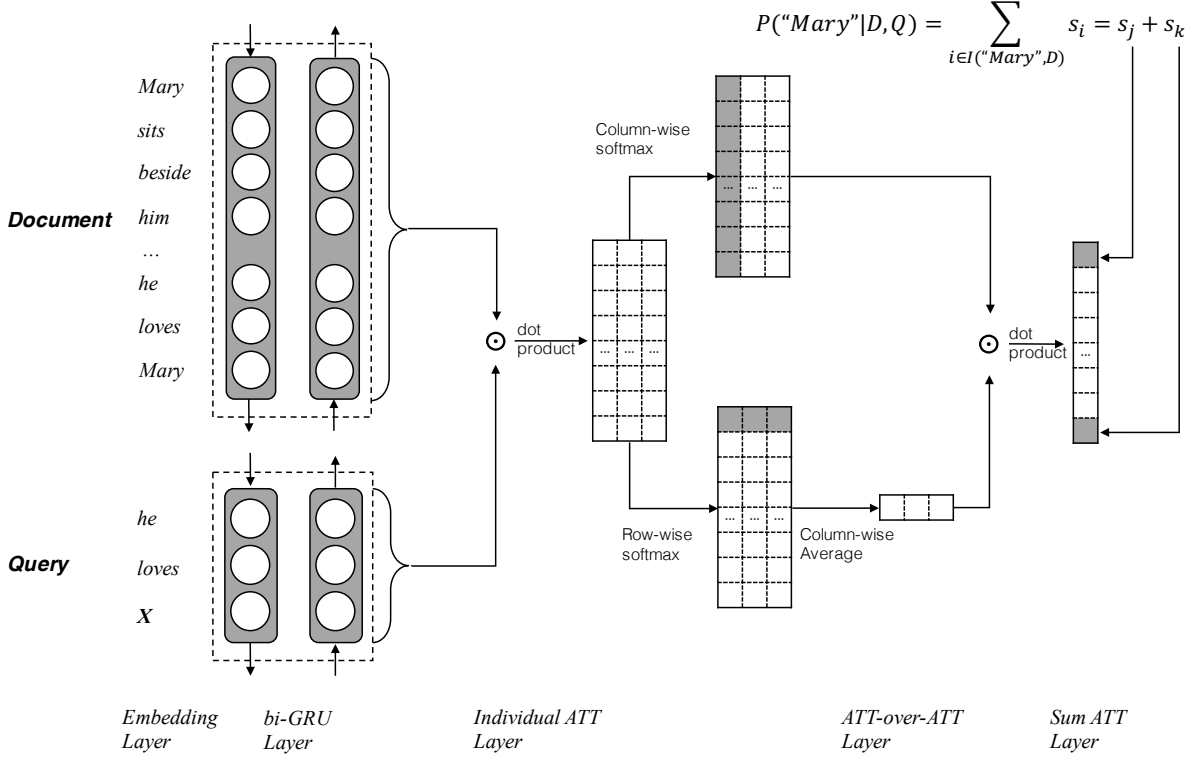 P(“Mary”|D, Q) = ∑ s_i = s_j + s_k
i∈I(“Mary”,D)
Mary
sits
beside
him
...
he
loves
Mary
Document
Column-wise
softmax
... ... ...
dot
product
... ... ...
dot
product
...
he
loves
X
Query
Row-wise
softmax
... ... ...
Column-wise
Average
Embedding
Layer
bi-GRU
Layer
Individual ATT
Layer
ATT-over-ATT
Layer
Sum ATT
Layer